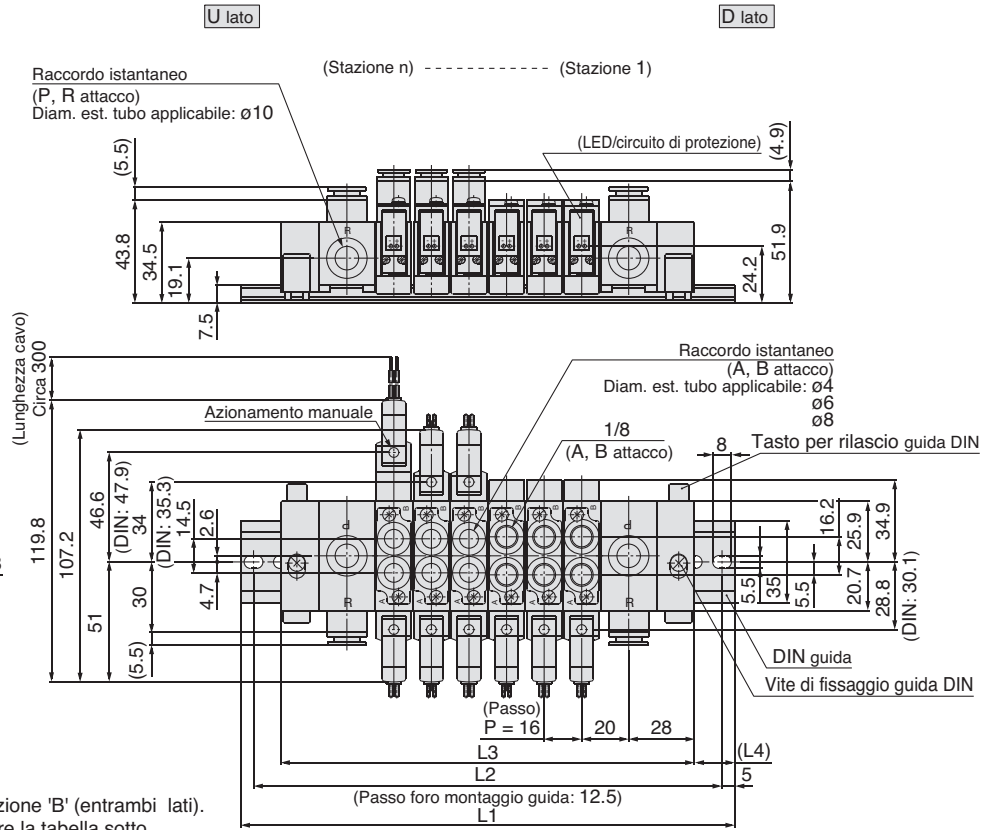 U lato
D lato
(Stazione n) (Stazione 1)
Raccordo istantaneo
(P, R attacco)
Diam. est. tubo applicabile: ø10
(LED/circuito di protezione)
(5.5)
43.8
34.5
19.1
7.5
R
R
(4.9)
51.9
24.2
(Lunghezza cavo)
Circa 300
Azionamento manuale
Raccordo istantaneo
(A, B attacco)
Diam. est. tubo applicabile: ø4
ø6
ø8
1/8
(A, B attacco)
8
Tasto per rilascio guida DIN
119.8
107.2
46.6
(DIN: 47.9)
34
(DIN: 35.3)
14.5
2.6
4.7
30
51
(5.5)
P
R
P
R
B
A
16.2
25.9
34.9
5.5
35
5.5
20.7
28.8
(DIN: 30.1)
DIN guida
Vite di fissaggio guida DIN
(Passo)
P = 16
20
28
L3
(L4)
L2
5
(Passo foro montaggio guida: 12.5)
L1
zione 'B' (entrambi lati).
re la tabella sotto